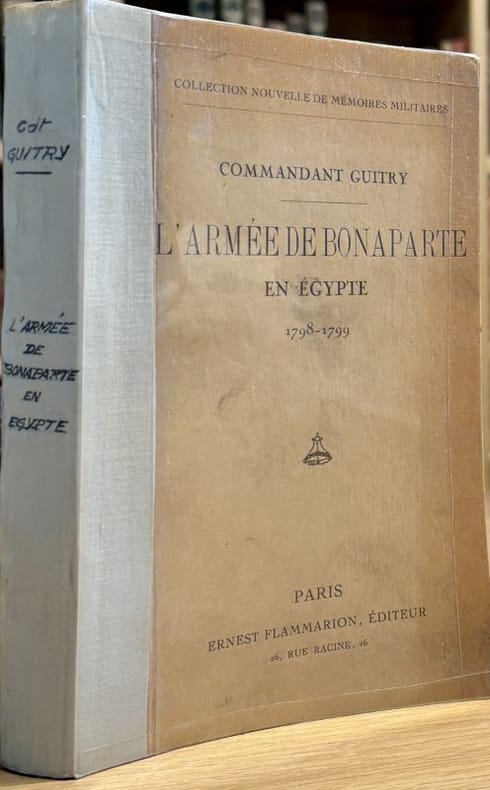 Cdt
GUITRY
L'ARMÉE
DE
BONAPARTE
EN
EGYPTE
COLLECTION NOUVELLE DE MÉMOIRES MILITAIRES
COMMANDANT GUITRY
L'ARMÉE DE BONAPARTE
EN ÉGYPTE
1798-1799
PARIS
ERNEST FLAMMARION, ÉDITEUR
26, RUE RACINE, 26